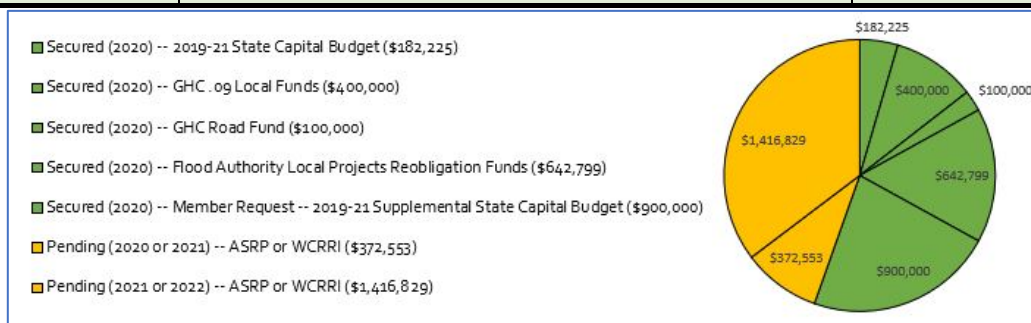 Secured (2020) -- 2019-21 State Capital Budget ($182,225)
Secured (2020) -- GHC .09 Local Funds ($400,000)
Secured (2020) -- GHC Road Fund ($100,000)
Secured (2020) -- Flood Authority Local Projects Reobligation Funds ($642,799)
Secured (2020) -- Member Request -- 2019-21 Supplemental State Capital Budget ($900,000)
Pending (2020 or 2021) -- ASRP or WCRRI ($372,553)
Pending (2021 or 2022) -- ASRP or WCRRI ($1,416,829)
$182,225
$400,000
$100,000
$1,416,829
$642,799
$372,553
$900,000